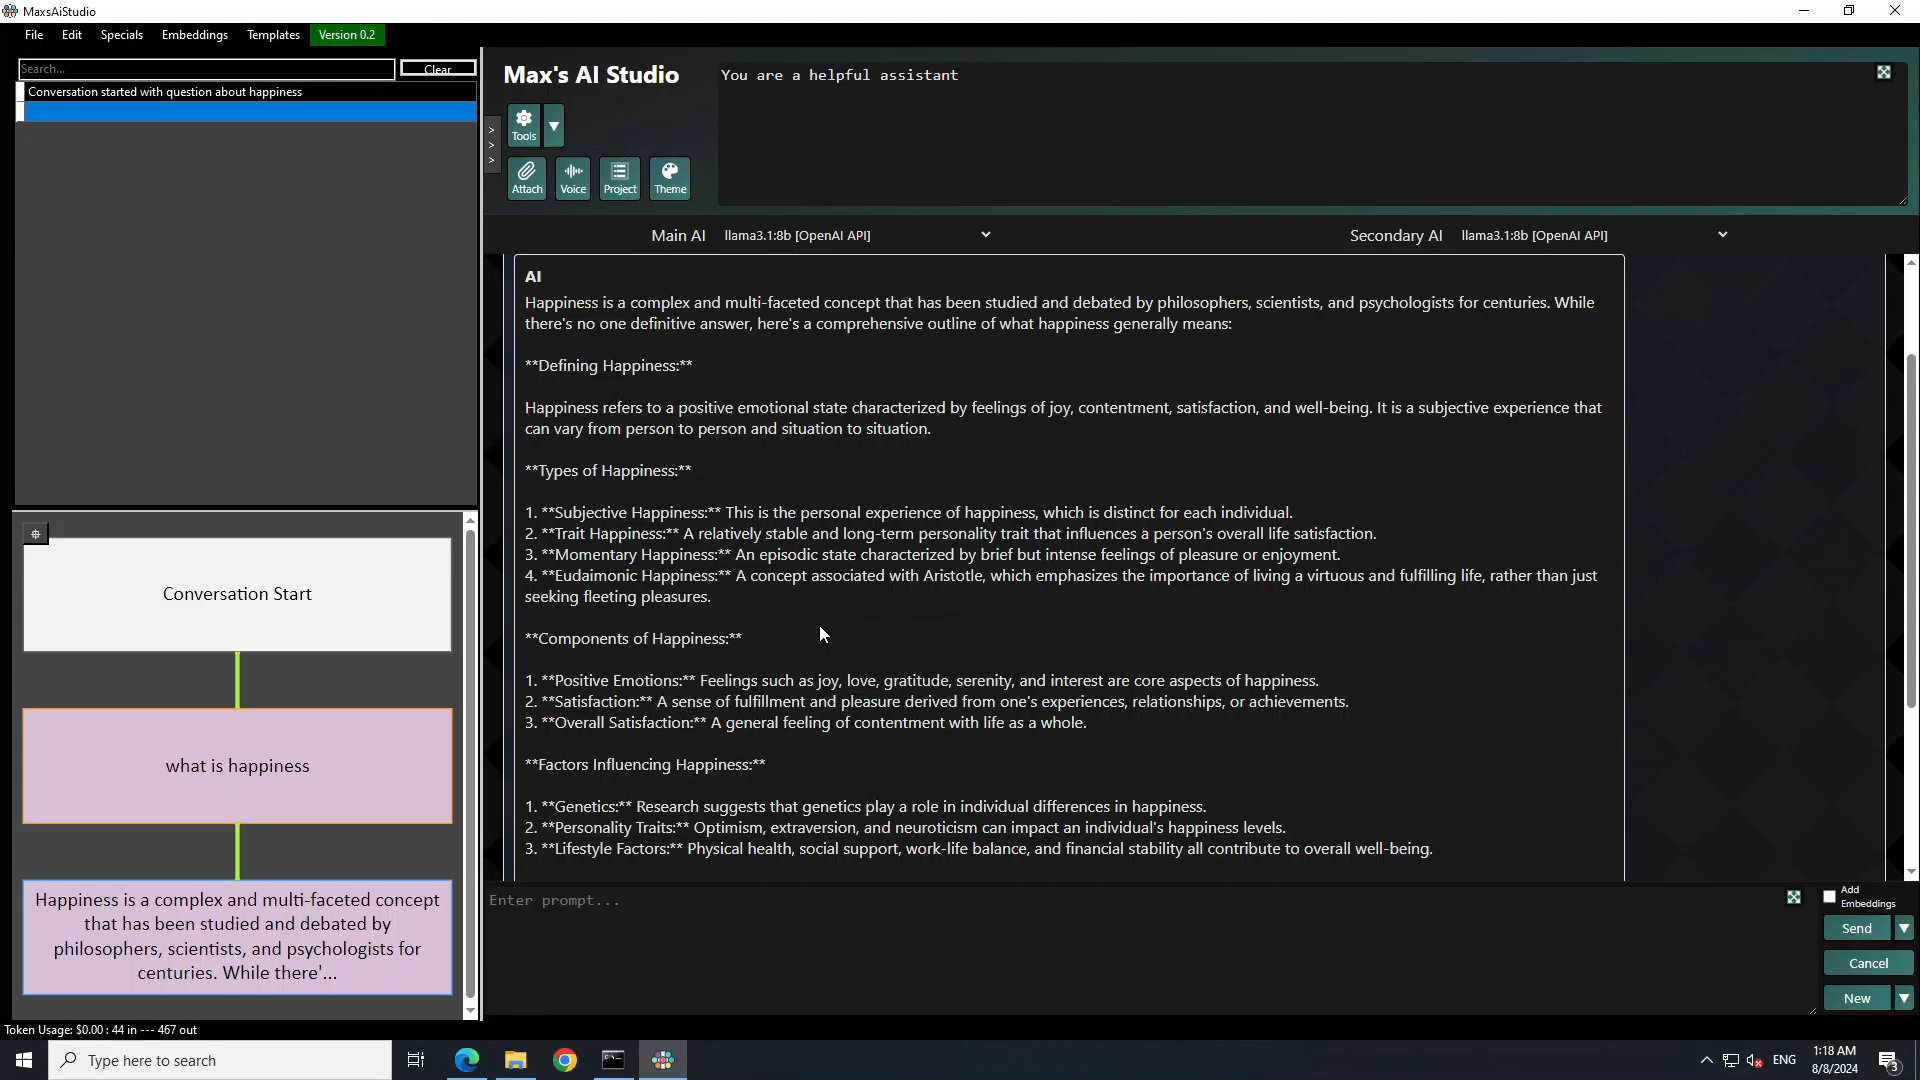 MaxsAiStudio
File Edit Specials Embeddings Templates Version 0.2
Search...
Clear
Conversation started with question about happiness
Conversation Start
what is happiness
Happiness is a complex and multi-faceted concept
that has been studied and debated by
philosophers, scientists, and psychologists for
centuries. While there'...
Max's AI Studio
Tools
Attach
Voice
Project
Theme
You are a helpful assistant
> 
>
>
Main AI llama3.1:8b [OpenAI API]
Secondary AI llama3.1:8b [OpenAI API]
AI
Happiness is a complex and multi-faceted concept that has been studied and debated by philosophers, scientists, and psychologists for centuries. While
there's no one definitive answer, here's a comprehensive outline of what happiness generally means:
**Defining Happiness:**
Happiness refers to a positive emotional state characterized by feelings of joy, contentment, satisfaction, and well-being. It is a subjective experience that
can vary from person to person and situation to situation.
**Types of Happiness:**
1. **Subjective Happiness:** This is the personal experience of happiness, which is distinct for each individual.
2. **Trait Happiness:** A relatively stable and long-term personality trait that influences a person's overall life satisfaction.
3. **Momentary Happiness:** An episodic state characterized by brief but intense feelings of pleasure or enjoyment.
4. **Eudaimonic Happiness:** A concept associated with Aristotle, which emphasizes the importance of living a virtuous and fulfilling life, rather than just
seeking fleeting pleasures.
**Components of Happiness:**
1. **Positive Emotions:** Feelings such as joy, love, gratitude, serenity, and interest are core aspects of happiness.
2. **Satisfaction:** A sense of fulfillment and pleasure derived from one's experiences, relationships, or achievements.
3. **Overall Satisfaction:** A general feeling of contentment with life as a whole.
**Factors Influencing Happiness:**
1. **Genetics:** Research suggests that genetics play a role in individual differences in happiness.
2. **Personality Traits:** Optimism, extraversion, and neuroticism can impact an individual's happiness levels.
3. **Lifestyle Factors:** Physical health, social support, work-life balance, and financial stability all contribute to overall well-being.
Enter prompt...
Add
Embeddings
Send
Cancel
New
Token Usage: $0.00 : 44 in --- 467 out
Type here to search
ENG
1:18 AM
8/8/2024
3